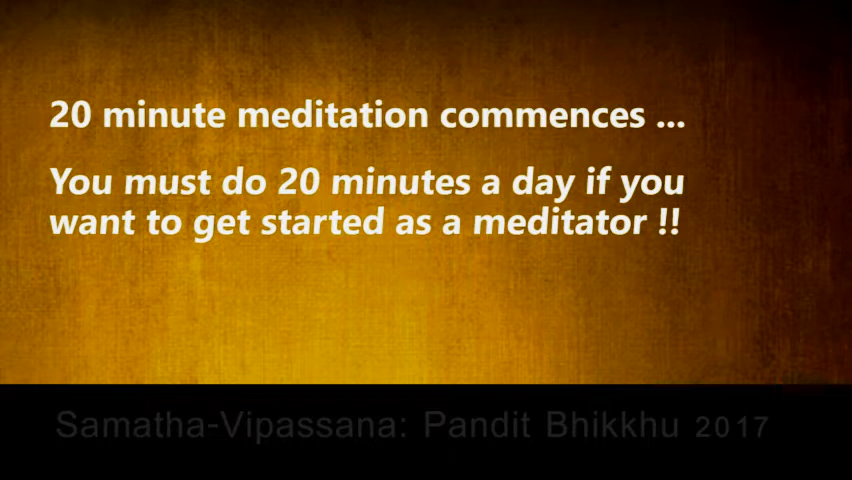 20 minute meditation commences ...
You must do 20 minutes a day if you
want to get started as a meditator !!
Samatha-Vipassana: Pandit Bhikkhu 2017